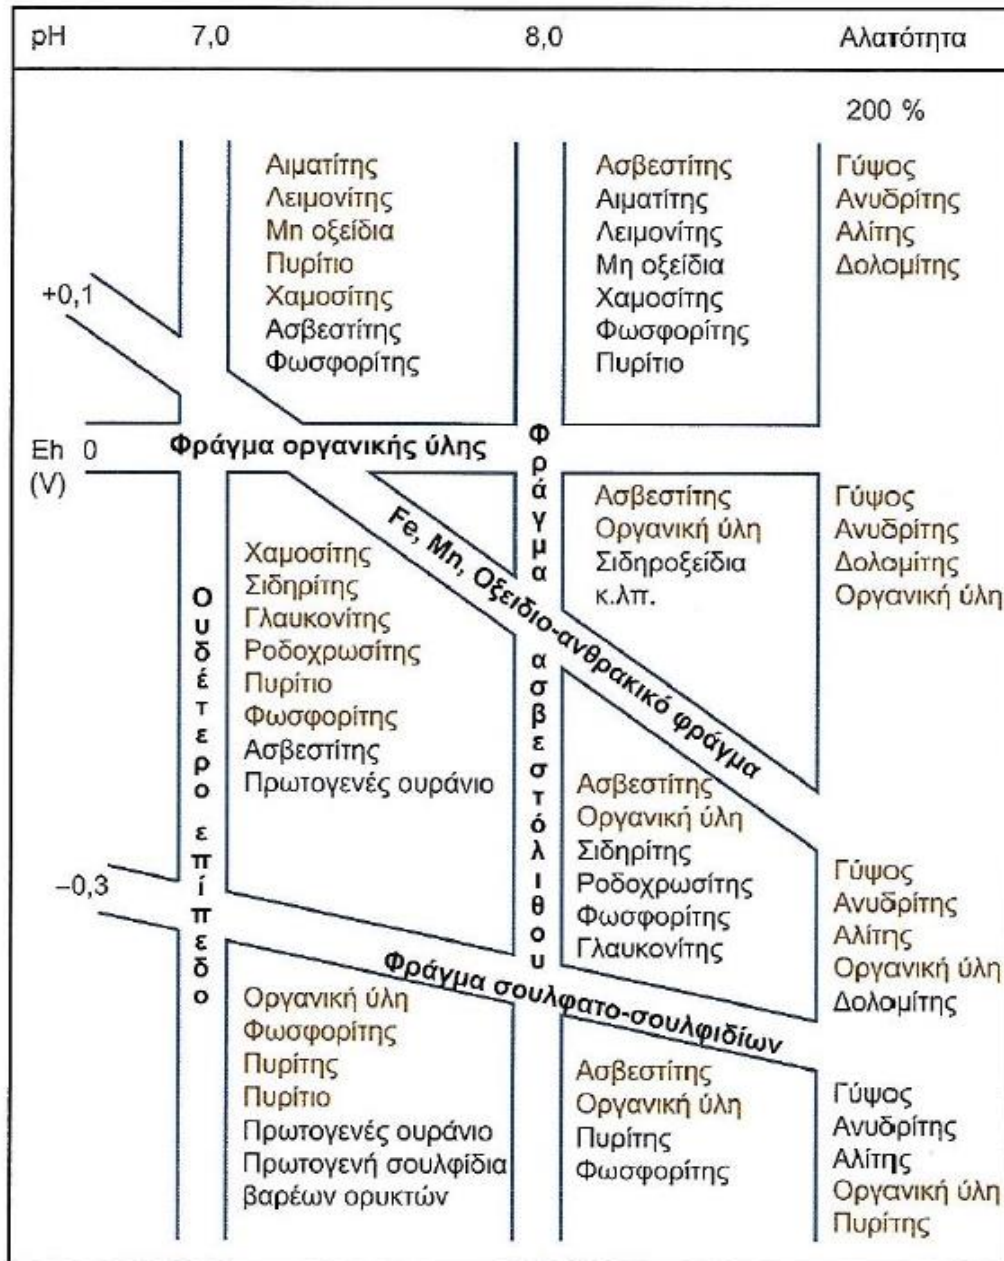 pH 7,0 8,0 Αλατότητα
200 %
Αιματίτης
Λειμονίτης
Mn οξείδια
Πυρίτιο
Χαμοσίτης
Ασβεστίτης
Φωσφορίτης
Ασβεστίτης
Αιματίτης
Λειμονίτης
Μη οξείδια
Χαμοσίτης
Φωσφορίτης
Πυρίτιο
Γύψος
Ανυδρίτης
Αλίτης
Δολομίτης
+0,1
Eh 0
(V)
Φράγμα οργανικής ύλης
Φράγμα ασβεστόλιθου
Fe, Mn, Οξειδιο-ανθρακικό φράγμα
Ασβεστίτης
Οργανική ύλη
Σιδηροξείδια
κ.λπ.
Γύψος
Ανυδρίτης
Δολομίτης
Οργανική ύλη
Ουδέτερο επίπεδο
Χαμοσίτης
Σιδηρίτης
Γλαυκονίτης
Ροδοχρωσίτης
Πυρίτιο
Φωσφορίτης
Ασβεστίτης
Πρωτογενές ουράνιο
Ασβεστίτης
Οργανική ύλη
Σιδηρίτης
Ροδοχρωσίτης
Φωσφορίτης
Γλαυκονίτης
Γύψος
Ανυδρίτης
Αλίτης
Οργανική ύλη
Δολομίτης
–0,3
Φράγμα σουλφατο-σουλφιδίων
Οργανική ύλη
Φωσφορίτης
Πυρίτης
Πυρίτιο
Πρωτογενές ουράνιο
Πρωτογενή σουλφίδια
βαρέων ορυκτών
Ασβεστίτης
Οργανική ύλη
Πυρίτης
Φωσφορίτης
Γύψος
Ανυδρίτης
Αλίτης
Οργανική ύλη
Πυρίτης